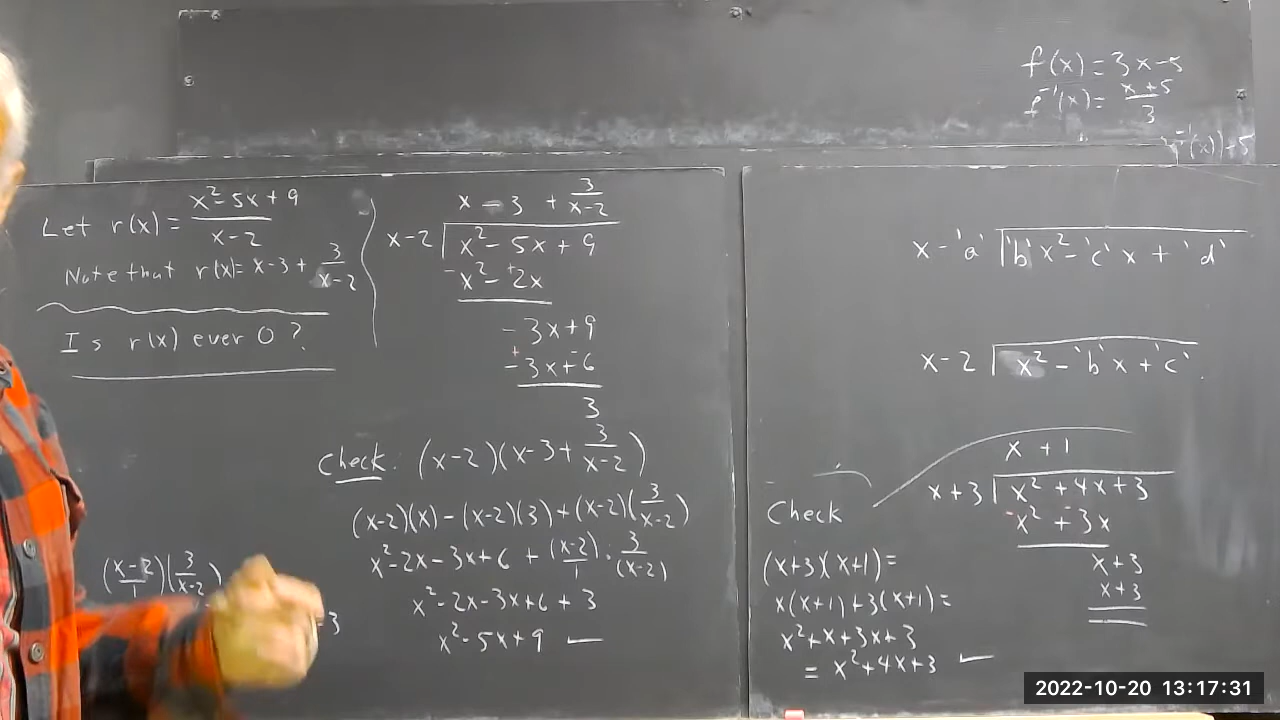 f(x) = 3x-5
f⁻¹(x) = (x+5)/3
⁻¹(x)) + 5
Let r(x) = (x²-5x+9)/(x-2)
Note that r(x) = x-3 + 3/(x-2)
Is r(x) ever 0?
(x-2)/1)(3/(x-2))
3
x - 3 + 3/(x-2)
x-2 x² - 5x + 9
- x² - + 2x
- 3x + 9
+ - 3x + - 6
3
Check: (x-2)(x-3+ 3/(x-2))
(x-2)(x) - (x-2)(3) + (x-2)(3/(x-2))
x²-2x-3x+6 + (x-2)/1 · 3/(x-2)
x²-2x-3x+6+3
x²-5x+9
x-'a' 'b'x² - 'c'x + 'd'
x-2 x² - 'b'x + 'c'
x + 1
x+3 x² + 4x + 3
- x² + - 3x
x+3
x+3
Check
(x+3)(x+1) =
x(x+1)+3(x+1) =
x²+x+3x+3
= x²+4x+3
2022-10-20 13:17:31